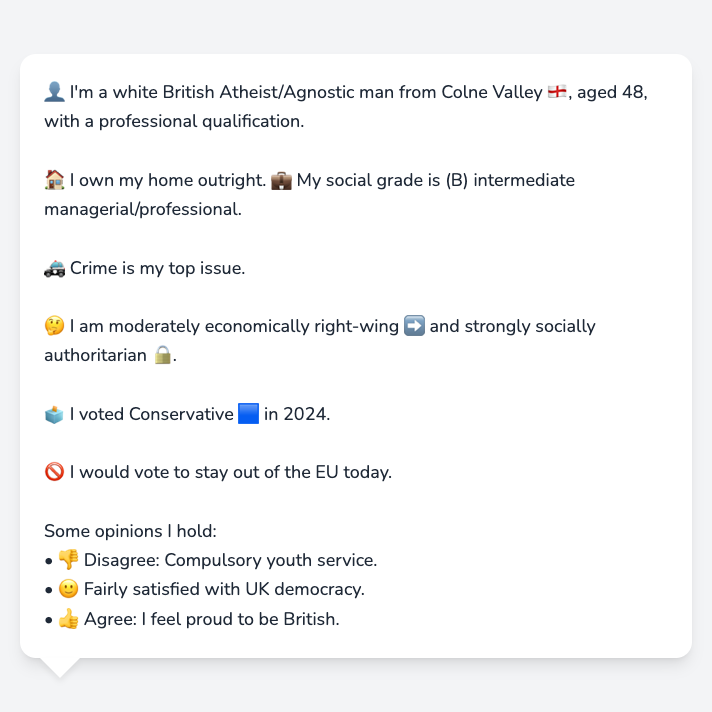 👤 I'm a white British Atheist/Agnostic man from Colne Valley 🏴󠁧󠁢󠁥󠁮󠁧󠁿, aged 48,
with a professional qualification.
🏠 I own my home outright. 💼 My social grade is (B) intermediate
managerial/professional.
🚓 Crime is my top issue.
🤔 I am moderately economically right-wing ➡️ and strongly socially
authoritarian 🔒.
🗳️ I voted Conservative 🟦 in 2024.
🚫 I would vote to stay out of the EU today.
Some opinions I hold:
• 👎 Disagree: Compulsory youth service.
• 🙂 Fairly satisfied with UK democracy.
• 👍 Agree: I feel proud to be British.